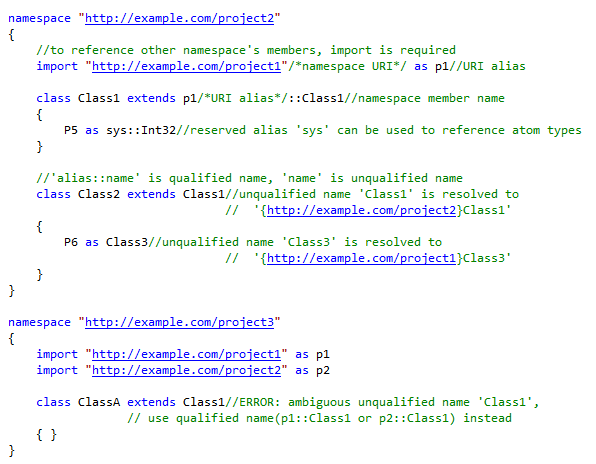 namespace "http://example.com/project2"
{
    //to reference other namespace's members, import is required
    import "http://example.com/project1"/*namespace URI*/ as p1//URI alias

    class Class1 extends p1/*URI alias*/::Class1//namespace member name
    {
        P5 as sys::Int32//reserved alias 'sys' can be used to reference atom types
    }

    //'alias::name' is qualified name, 'name' is unqualified name
    class Class2 extends Class1//unqualified name 'Class1' is resolved to
                               //  '{http://example.com/project2}Class1'
    {
        P6 as Class3//unqualified name 'Class3' is resolved to
                               //  '{http://example.com/project1}Class3'
    }
}

namespace "http://example.com/project3"
{
    import "http://example.com/project1" as p1
    import "http://example.com/project2" as p2

    class ClassA extends Class1//ERROR: ambiguous unqualified name 'Class1',
                 // use qualified name(p1::Class1 or p2::Class1) instead
    { }
}